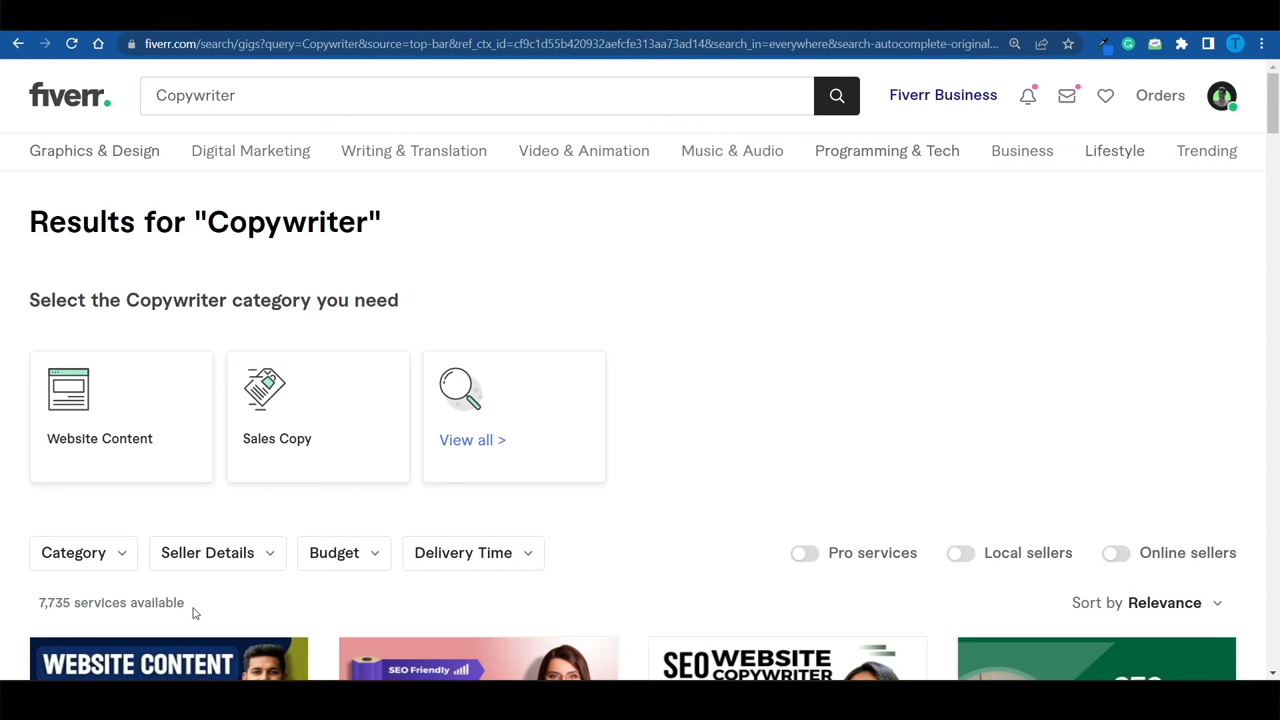 fiverr.com/search/gigs?query=Copywriter&source=top-bar&ref_ctx_id=cf9c1d55b420932aefcfe313aa73ad14&search_in=everywhere&search-autocomplete-original...
T
fiverr.
Copywriter
Fiverr Business
Orders
Graphics & Design
Digital Marketing
Writing & Translation
Video & Animation
Music & Audio
Programming & Tech
Business
Lifestyle
Trending
Results for "Copywriter"
Select the Copywriter category you need
Website Content
Sales Copy
View all >
Category
Seller Details
Budget
Delivery Time
Pro services
Local sellers
Online sellers
7,735 services available
Sort by Relevance
WEBSITE CONTENT
SEO Friendly
SEO WEBSITE
COPYWRITER